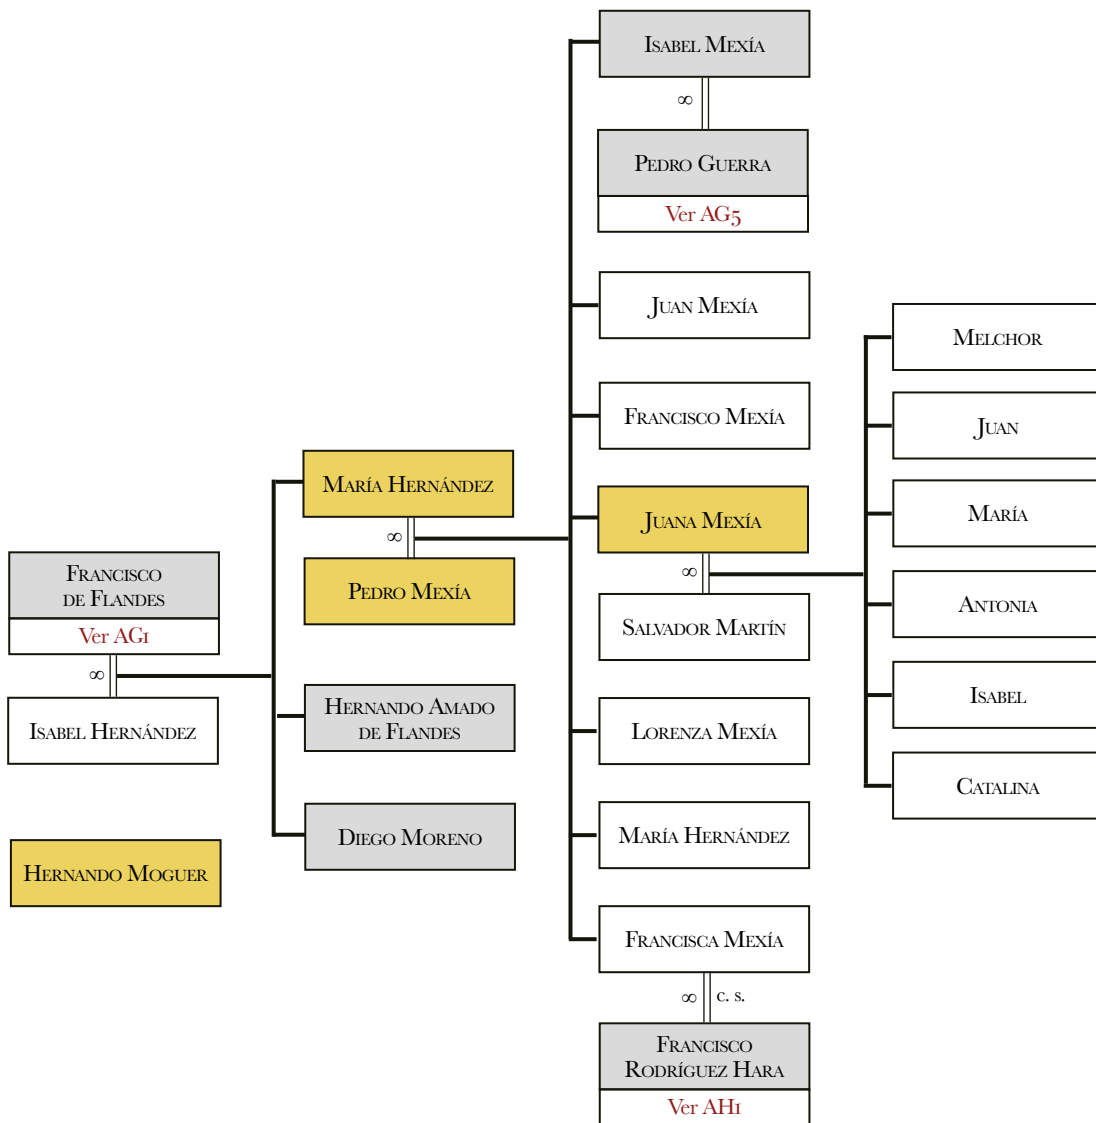 Isabel Mexía
∞
Pedro Guerra
Ver AG5
Juan Mexía
Francisco Mexía
Juana Mexía
∞
Salvador Martín
Lorenza Mexía
María Hernández
Francisca Mexía
∞ c. s.
Francisco
Rodríguez Hara
Ver AH1
Melchor
Juan
María
Antonia
Isabel
Catalina
María Hernández
∞
Pedro Mexía
Hernando Amado
de Flandes
Diego Moreno
Francisco
de Flandes
Ver AG1
∞
Isabel Hernández
Hernando Moguer